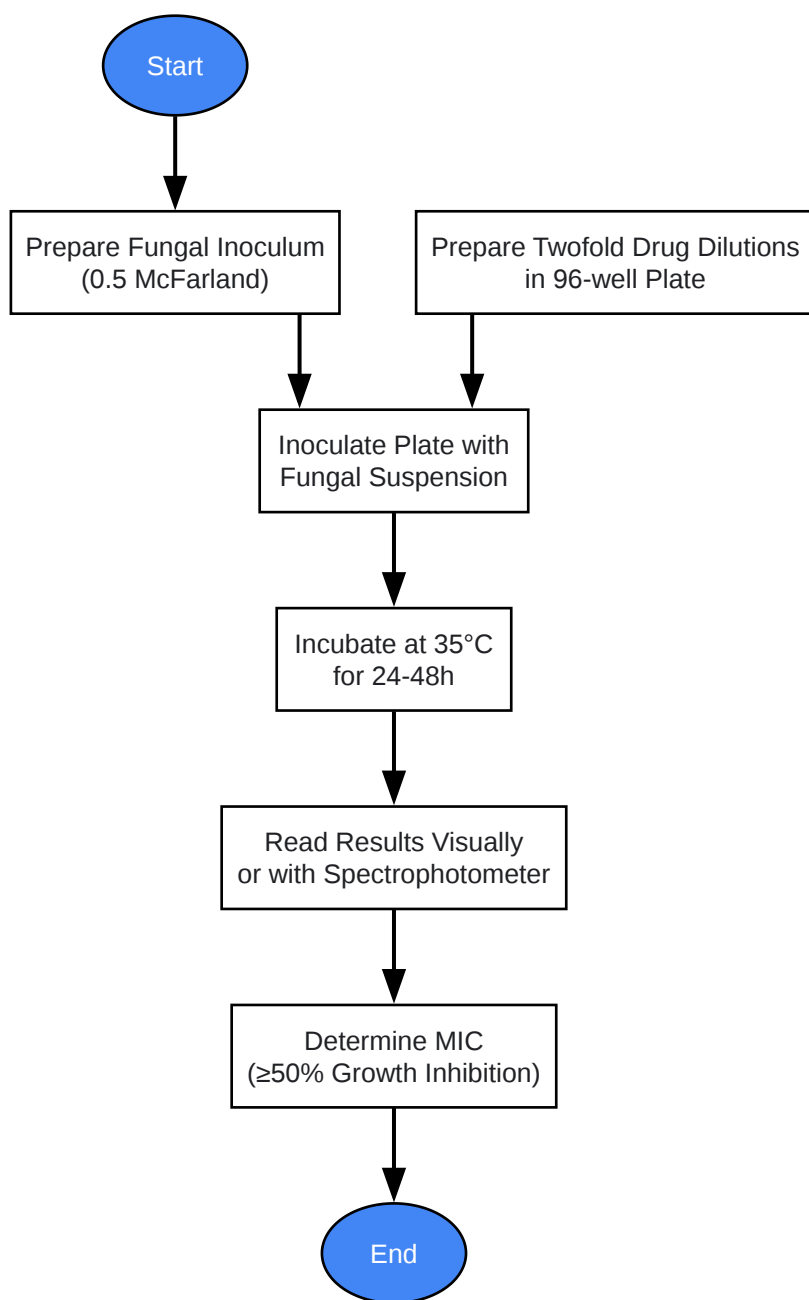 Start
Prepare Fungal Inoculum
(0.5 McFarland)
Prepare Twofold Drug Dilutions
in 96-well Plate
Inoculate Plate with
Fungal Suspension
Incubate at 35°C
for 24-48h
Read Results Visually
or with Spectrophotometer
Determine MIC
(≥50% Growth Inhibition)
End